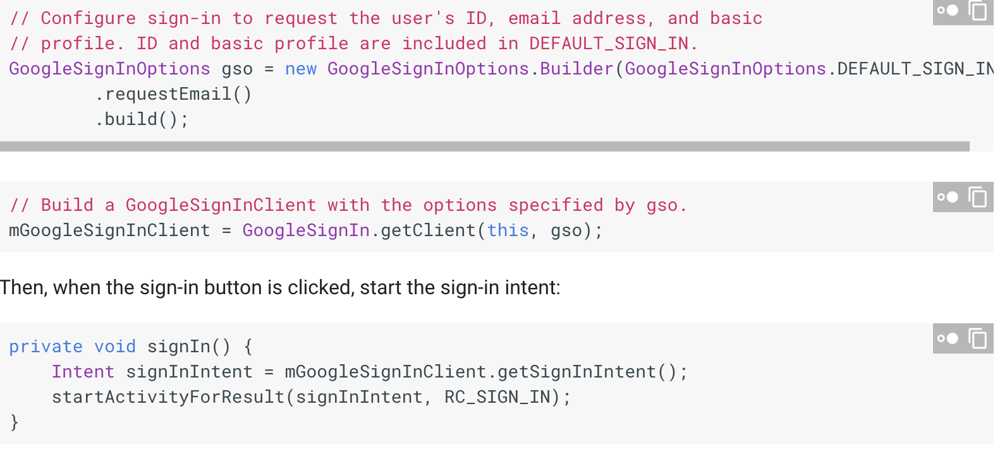 // Configure sign-in to request the user's ID, email address, and basic
// profile. ID and basic profile are included in DEFAULT_SIGN_IN.
GoogleSignInOptions gso = new GoogleSignInOptions.Builder(GoogleSignInOptions.DEFAULT_SIGN_IN
        .requestEmail()
        .build();
// Build a GoogleSignInClient with the options specified by gso.
mGoogleSignInClient = GoogleSignIn.getClient(this, gso);
Then, when the sign-in button is clicked, start the sign-in intent:
private void signIn() {
    Intent signInIntent = mGoogleSignInClient.getSignInIntent();
    startActivityForResult(signInIntent, RC_SIGN_IN);
}